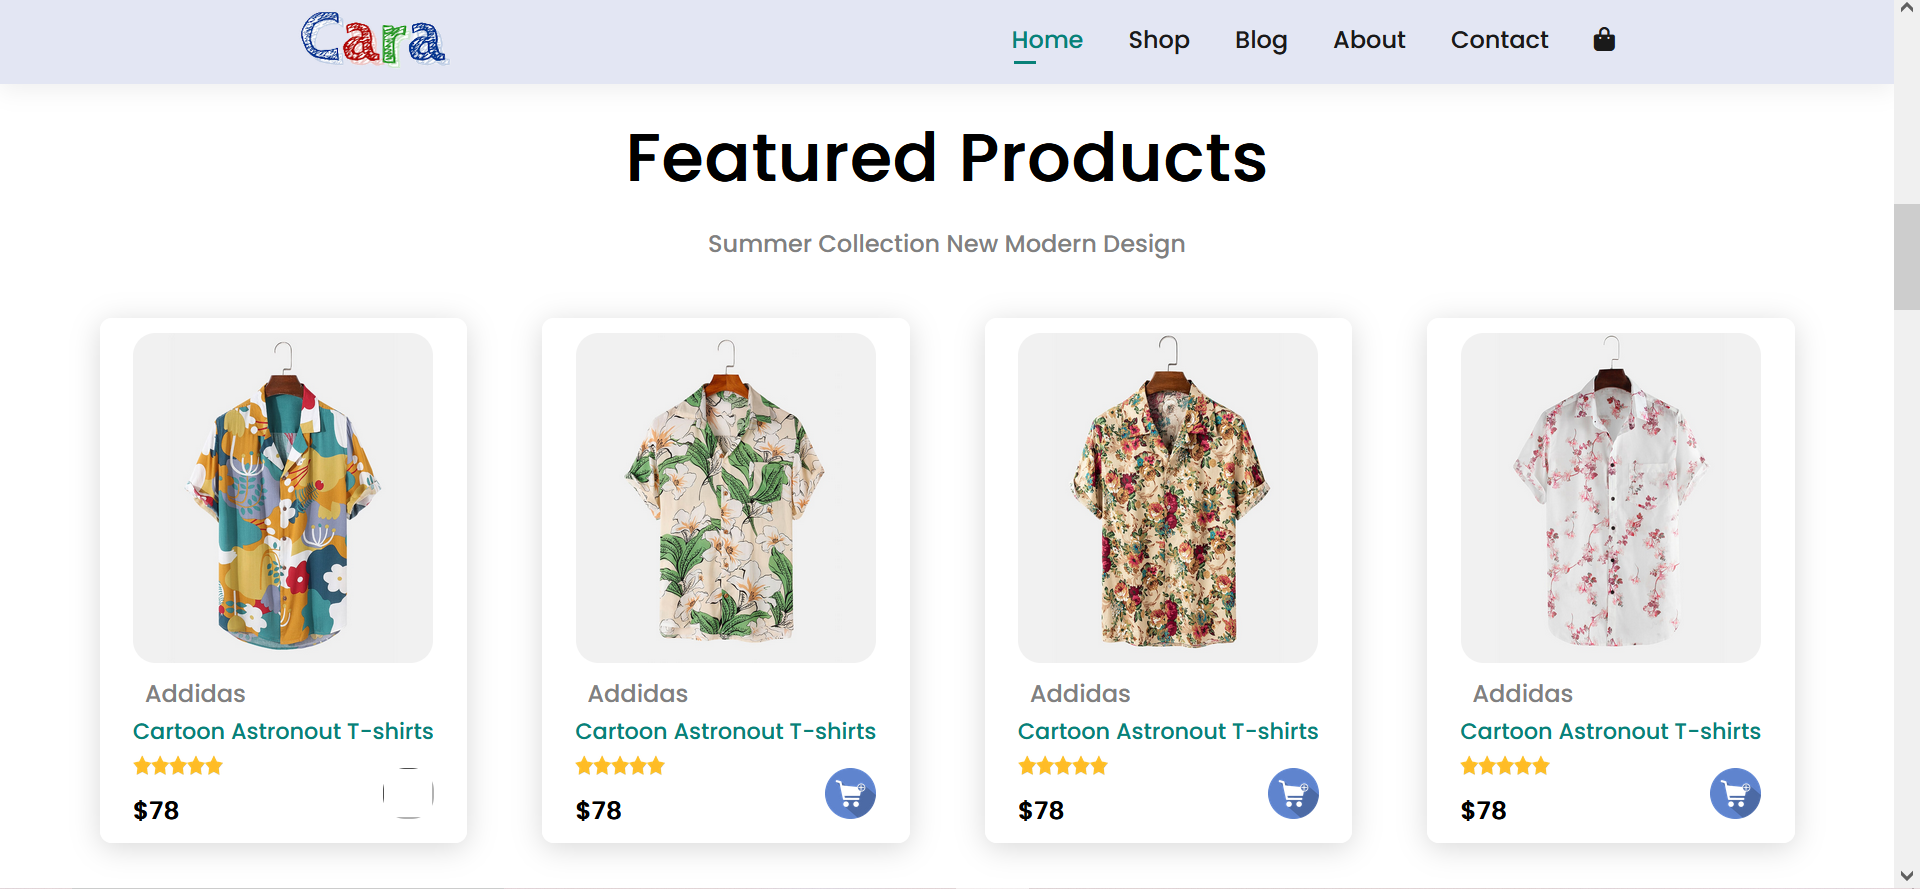 Cara
Home Shop Blog About Contact
Featured Products
Summer Collection New Modern Design
Addidas
Cartoon Astronout T-shirts
$78
Addidas
Cartoon Astronout T-shirts
$78
Addidas
Cartoon Astronout T-shirts
$78
Addidas
Cartoon Astronout T-shirts
$78